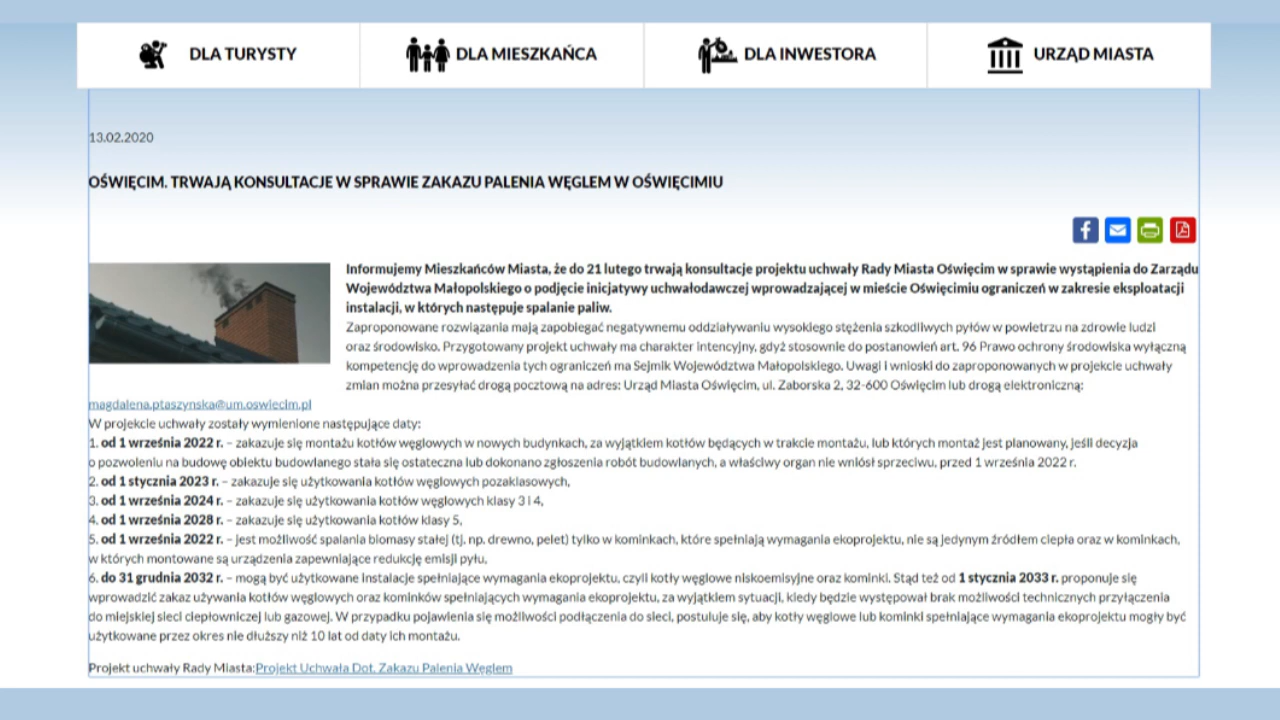 DLA TURYSTY
DLA MIESZKAŃCA
DLA INWESTORA
URZĄD MIASTA
13.02.2020
OŚWIĘCIM. TRWAJĄ KONSULTACJE W SPRAWIE ZAKAZU PALENIA WĘGLEM W OŚWIĘCIMIU
Informujemy Mieszkańców Miasta, że do 21 lutego trwają konsultacje projektu uchwały Rady Miasta Oświęcim w sprawie wystąpienia do Zarządu
Województwa Małopolskiego o podjęcie inicjatywy uchwałodawczej wprowadzającej w mieście Oświęcimiu ograniczeń w zakresie eksploatacji
instalacji, w których następuje spalanie paliw.
Zaproponowane rozwiązania mają zapobiegać negatywnemu oddziaływaniu wysokiego stężenia szkodliwych pyłów w powietrzu na zdrowie ludzi
oraz środowisko. Przygotowany projekt uchwały ma charakter intencyjny, gdyż stosownie do postanowień art. 96 Prawo ochrony środowiska wyłączną
kompetencję do wprowadzenia tych ograniczeń ma Sejmik Województwa Małopolskiego. Uwagi i wnioski do zaproponowanych w projekcie uchwały
zmian można przesyłać drogą pocztową na adres: Urząd Miasta Oświęcim, ul. Zaborska 2, 32-600 Oświęcim lub drogą elektroniczną:
magdalena.ptaszynska@um.oswiecim.pl
W projekcie uchwały zostały wymienione następujące daty:
1. od 1 września 2022 r. – zakazuje się montażu kotłów węglowych w nowych budynkach, za wyjątkiem kotłów będących w trakcie montażu, lub których montaż jest planowany, jeśli decyzja
o pozwoleniu na budowę obiektu budowlanego stała się ostateczna lub dokonano zgłoszenia robót budowlanych, a właściwy organ nie wniósł sprzeciwu, przed 1 września 2022 r.
2. od 1 stycznia 2023 r. – zakazuje się użytkowania kotłów węglowych pozaklasowych,
3. od 1 września 2024 r. – zakazuje się użytkowania kotłów węglowych klasy 3 i 4,
4. od 1 września 2028 r. – zakazuje się użytkowania kotłów klasy 5,
5. od 1 września 2022 r. – jest możliwość spalania biomasy stałej (tj. np. drewno, pelet) tylko w kominkach, które spełniają wymagania ekoprojektu, nie są jedynym źródłem ciepła oraz w kominkach,
w których montowane są urządzenia zapewniające redukcję emisji pyłu,
6. do 31 grudnia 2032 r. – mogą być użytkowane instalacje spełniające wymagania ekoprojektu, czyli kotły węglowe niskoemisyjne oraz kominki. Stąd też od 1 stycznia 2033 r. proponuje się
wprowadzić zakaz używania kotłów węglowych oraz kominków spełniających wymagania ekoprojektu, za wyjątkiem sytuacji, kiedy będzie występował brak możliwości technicznych przyłączenia
do miejskiej sieci ciepłowniczej lub gazowej. W przypadku pojawienia się możliwości podłączenia do sieci, postuluje się, aby kotły węglowe lub kominki spełniające wymagania ekoprojektu mogły być
użytkowane przez okres nie dłuższy niż 10 lat od daty ich montażu.
Projekt uchwały Rady Miasta:Projekt Uchwała Dot. Zakazu Palenia Węglem